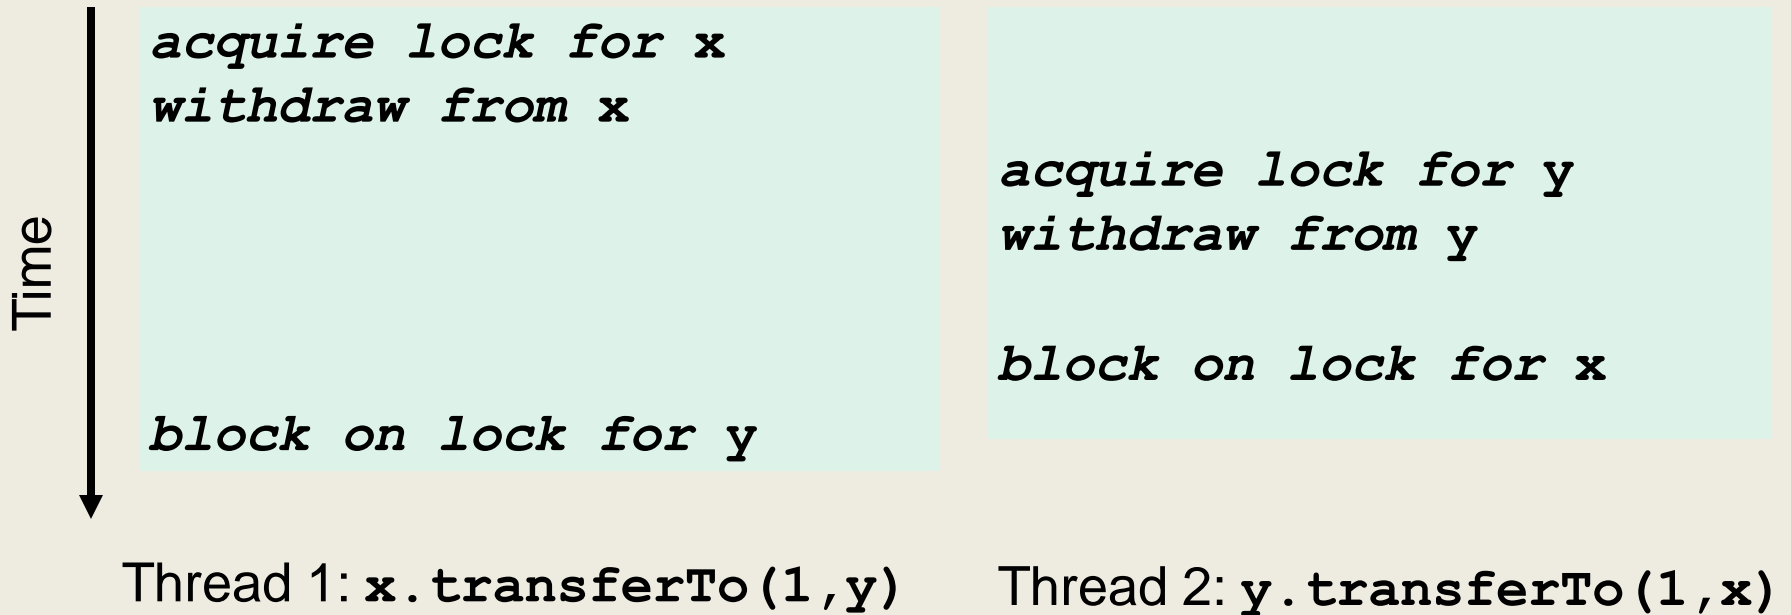 Time
acquire lock for x
withdraw from x
block on lock for y
acquire lock for y
withdraw from y
block on lock for x
Thread 1: x.transferTo(1,y)
Thread 2: y.transferTo(1,x)